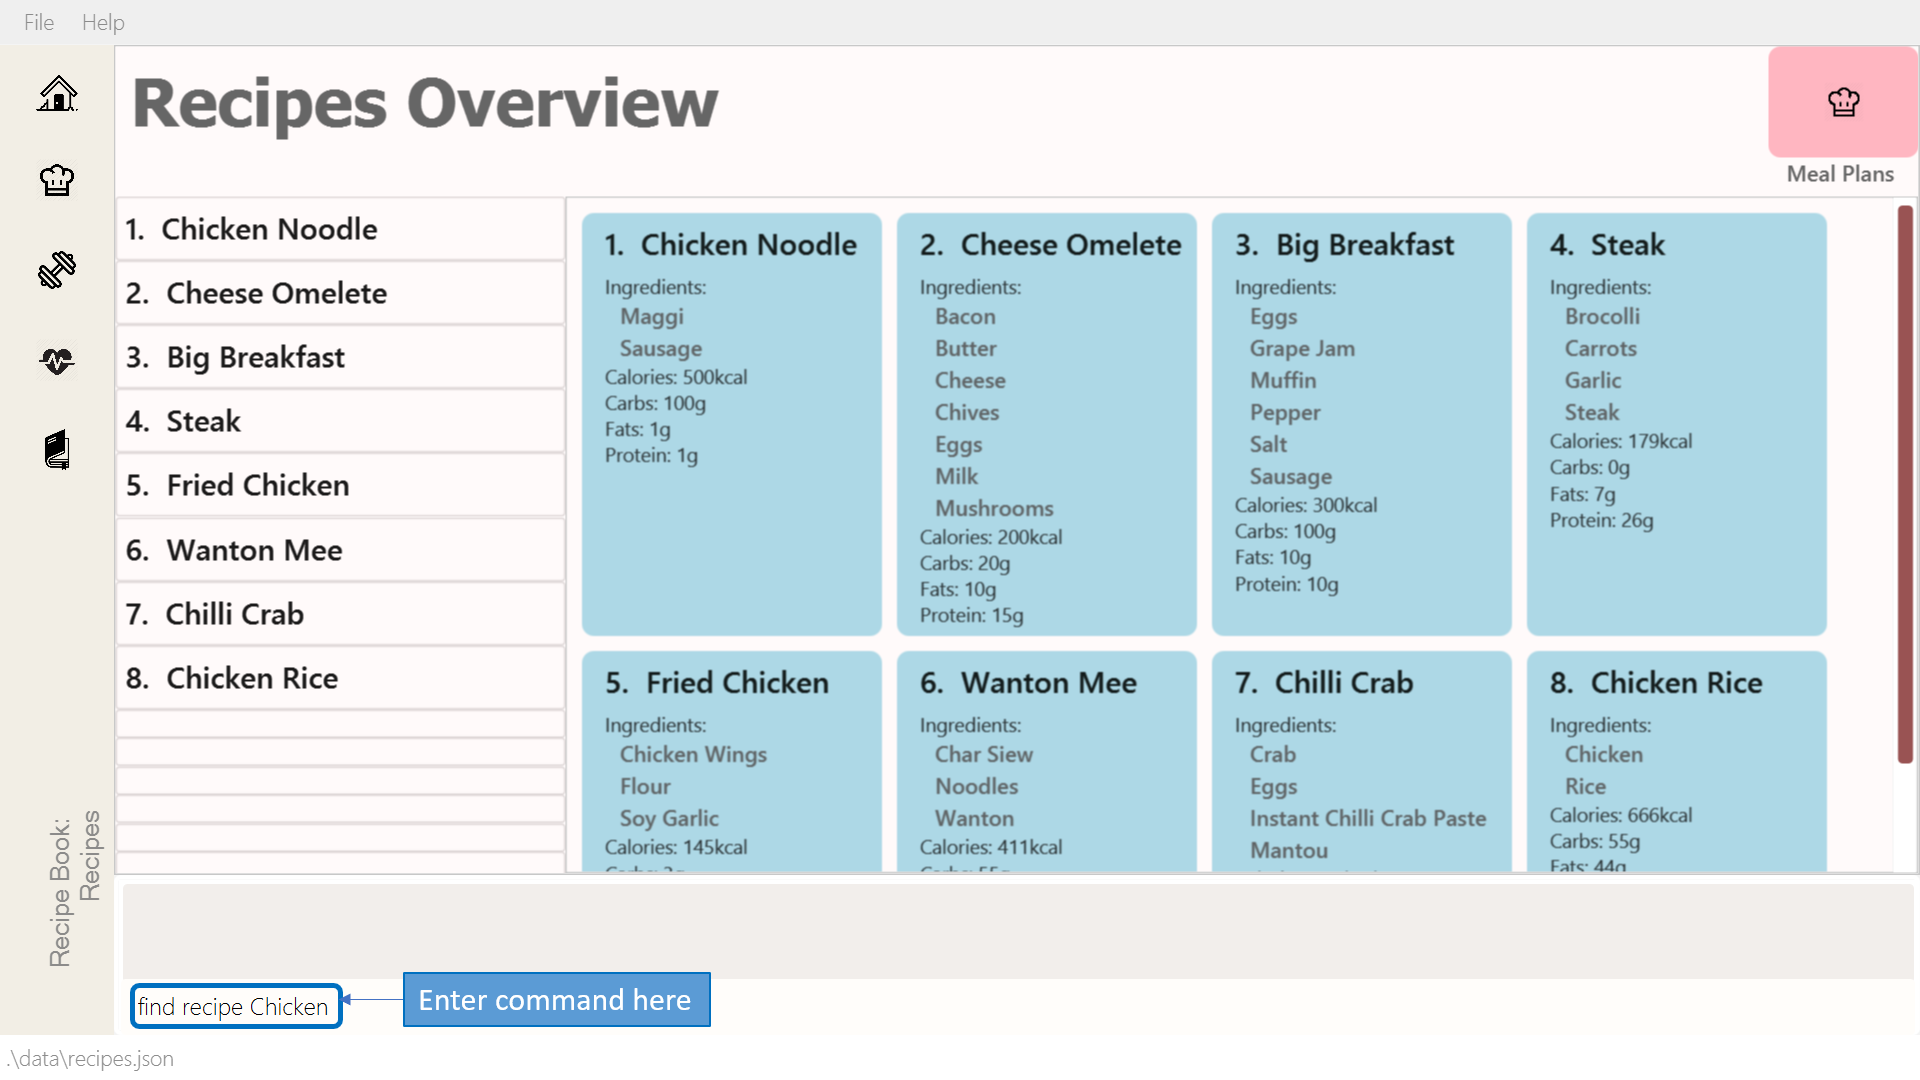 File Help
Recipes Overview
Meal Plans
1. Chicken Noodle
2. Cheese Omelete
3. Big Breakfast
4. Steak
5. Fried Chicken
6. Wanton Mee
7. Chilli Crab
8. Chicken Rice
1. Chicken Noodle
Ingredients:
Maggi
Sausage
Calories: 500kcal
Carbs: 100g
Fats: 1g
Protein: 1g
2. Cheese Omelete
Ingredients:
Bacon
Butter
Cheese
Chives
Eggs
Milk
Mushrooms
Calories: 200kcal
Carbs: 20g
Fats: 10g
Protein: 15g
3. Big Breakfast
Ingredients:
Eggs
Grape Jam
Muffin
Pepper
Salt
Sausage
Calories: 300kcal
Carbs: 100g
Fats: 10g
Protein: 10g
4. Steak
Ingredients:
Brocolli
Carrots
Garlic
Steak
Calories: 179kcal
Carbs: 0g
Fats: 7g
Protein: 26g
5. Fried Chicken
Ingredients:
Chicken Wings
Flour
Soy Garlic
Calories: 145kcal
6. Wanton Mee
Ingredients:
Char Siew
Noodles
Wanton
Calories: 411kcal
7. Chilli Crab
Ingredients:
Crab
Eggs
Instant Chilli Crab Paste
Mantou
8. Chicken Rice
Ingredients:
Chicken
Rice
Calories: 666kcal
Carbs: 55g
Fats: 44g
Recipe Book:
Recipes
find recipe Chicken
Enter command here
.\data\recipes.json